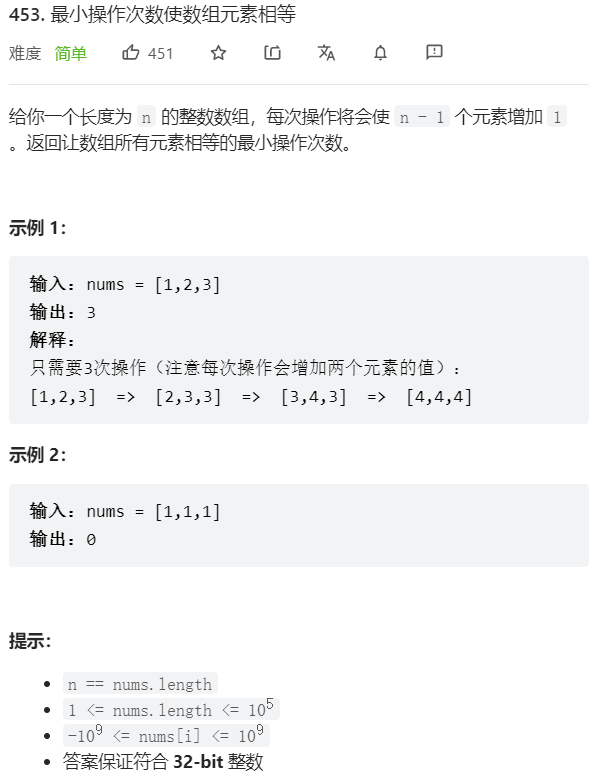 453. 最小操作次数使数组元素相等
难度 简单 451
给你一个长度为 n 的整数数组，每次操作将会使 n - 1 个元素增加 1
。返回让数组所有元素相等的最小操作次数。
示例 1：
输入：nums = [1,2,3]
输出：3
解释：
只需要3次操作（注意每次操作会增加两个元素的值）：
[1,2,3]  =>  [2,3,3]  =>  [3,4,3]  =>  [4,4,4]
示例 2：
输入：nums = [1,1,1]
输出：0
提示：
• n == nums.length
• 1 <= nums.length <= 10⁵
• -10⁹ <= nums[i] <= 10⁹
• 答案保证符合 32-bit 整数